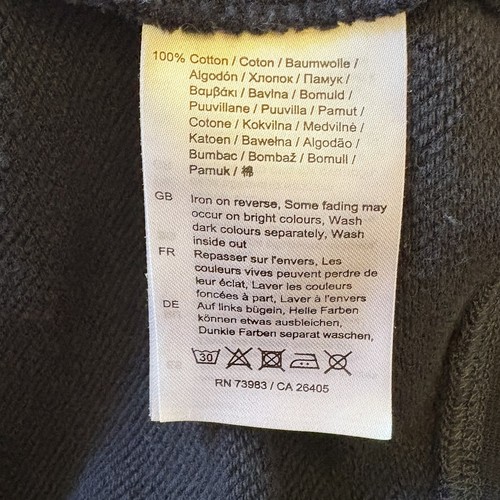 100% Cotton / Coton / Baumwolle /
Algodón / Хлопок / Памук /
Βαμβάκι / Bavlna / Bomuld /
Puuvillane / Puuvilla / Pamut /
Cotone / Kokvilna / Medvilnė /
Katoen / Bawełna / Algodão /
Bumbac / Bombaž / Bomull /
Pamuk / 棉
GB Iron on reverse, Some fading may
occur on bright colours, Wash
dark colours separately, Wash
inside out
FR Repasser sur l'envers, Les
couleurs vives peuvent perdre de
leur éclat, Laver les couleurs
foncées à part, Laver à l'envers
DE Auf links bügeln, Helle Farben
können etwas ausbleichen,
Dunkle Farben separat waschen,
30
RN 73983 / CA 26405